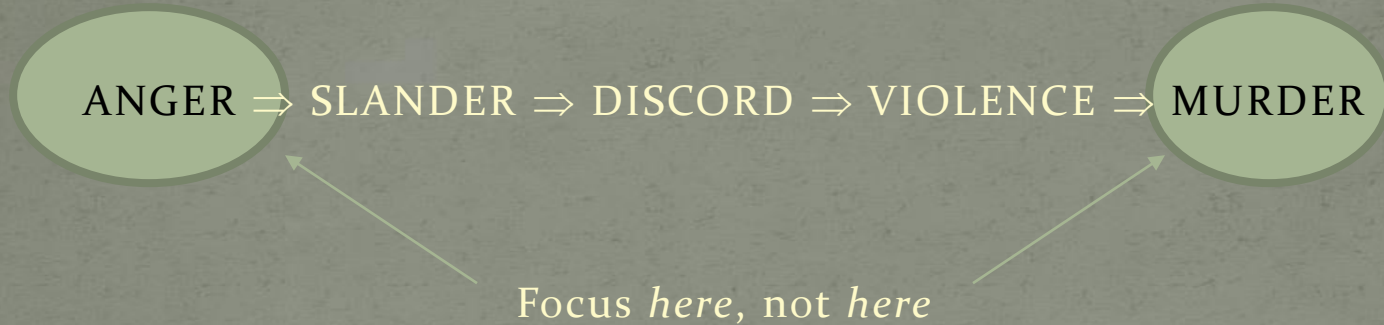 ANGER ⇒ SLANDER ⇒ DISCORD ⇒ VIOLENCE ⇒ MURDER
Focus here, not here